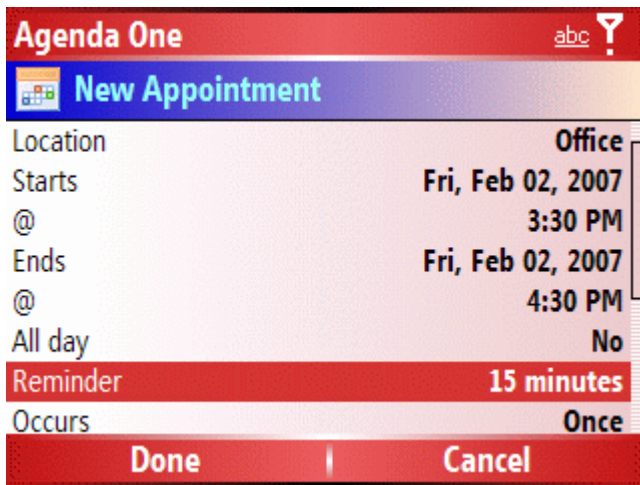 Agenda One abc
New Appointment
Location Office
Starts Fri, Feb 02, 2007
@ 3:30 PM
Ends Fri, Feb 02, 2007
@ 4:30 PM
All day No
Reminder 15 minutes
Occurs Once
Done Cancel